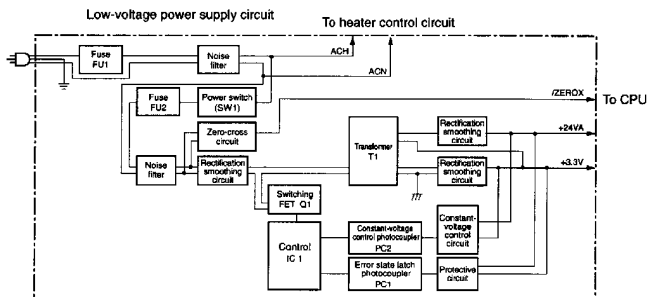 Low-voltage power supply circuit
To heater control circuit
Fuse
FU1
Noise
filter
ACH
ACN
Fuse
FU2
Power switch
(SW1)
/ZEROX
To CPU
Zero-cross
circuit
Transformer
T1
Rectification
smoothing
circuit
+24VA
Noise
filter
Rectification
smoothing
circuit
Rectification
smoothing
circuit
+3.3V
Switching
FET Q1
Control
IC 1
Constant-voltage
control photocoupler
PC2
Constant-
voltage
control
circuit
Error state latch
photocoupler
PC1
Protective
circuit